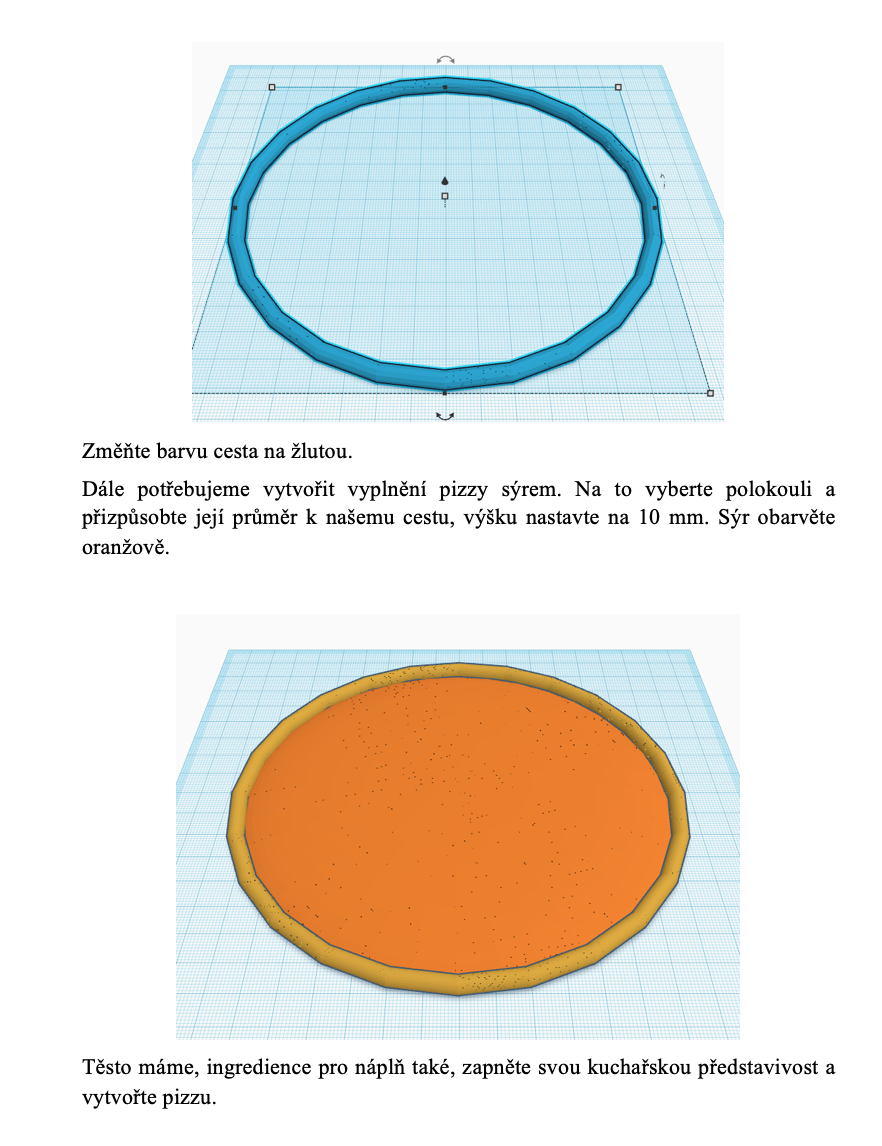 Změňte barvu cesta na žlutou.
Dále potřebujeme vytvořit vyplnění pizzy sýrem. Na to vyberte polokouli a
přizpůsobte její průměr k našemu cestu, výšku nastavte na 10 mm. Sýr obarvěte
oranžově.
Těsto máme, ingredience pro náplň také, zapněte svou kuchařskou představivost a
vytvořte pizzu.